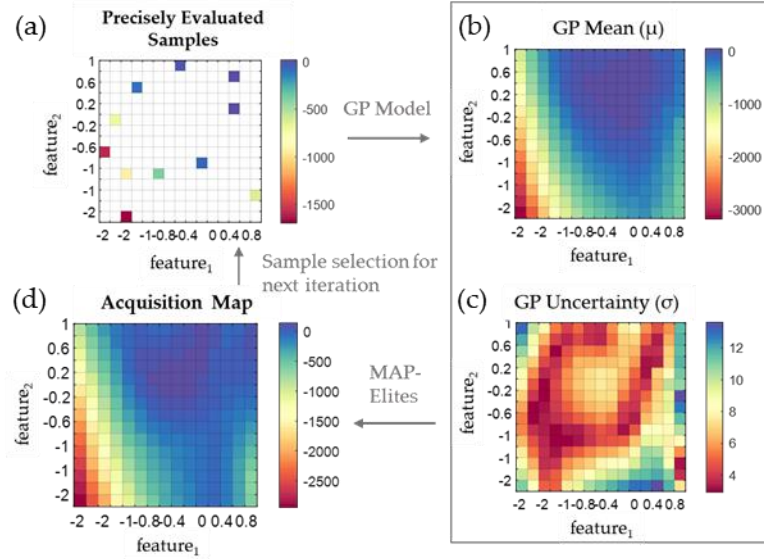 (a)
Precisely Evaluated
Samples
1
0.6
0.2
-0.2
-0.6
-1
-1
-2
feature2
-2 -2 -1 -0.8-0.4 0 0.4 0.8
feature1
0
-500
-1000
-1500
GP Model
(b)
GP Mean (μ)
1
0.6
0.2
-0.2
-0.6
-1
-1
-2
feature2
-2 -2 -1 -0.8-0.4 0 0.4 0.8
feature1
0
-1000
-2000
-3000
Sample selection for
next iteration
(d)
Acquisition Map
1
0.6
0.2
-0.2
-0.6
-1
-1
-2
feature2
-2 -2 -1 -0.8-0.4 0 0.4 0.8
feature1
0
-500
-1000
-1500
-2000
-2500
MAP-
Elites
(c)
GP Uncertainty (σ)
1
0.6
0.2
-0.2
-0.6
-1
-1
-2
feature2
-2 -2 -1 -0.8-0.4 0 0.4 0.8
feature1
12
10
8
6
4